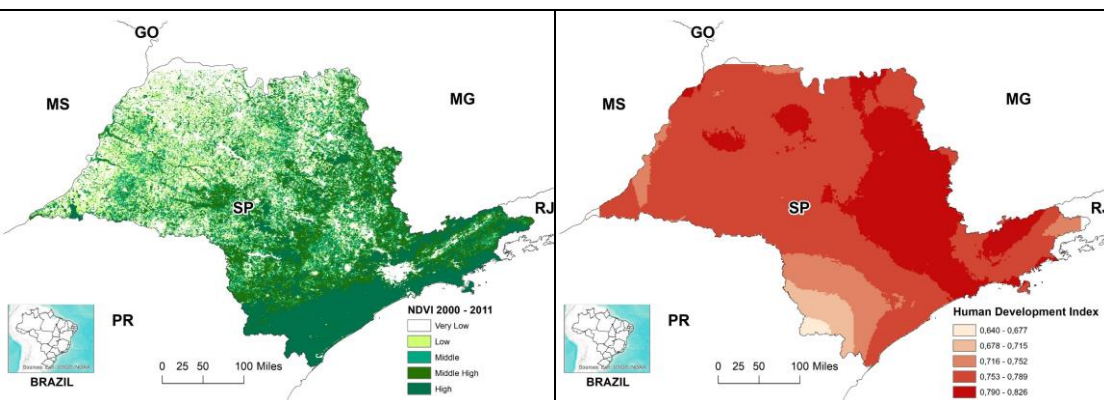 GO
MS
MG
SP
RJ
PR
NDVI 2000 - 2011
Very Low
Low
Middle
Middle High
High
0 25 50 100 Miles
BRAZIL
GO
MS
MG
SP
RJ
PR
Human Development Index
0,640 - 0,677
0,678 - 0,715
0,716 - 0,752
0,753 - 0,789
0,790 - 0,826
0 25 50 100 Miles
BRAZIL